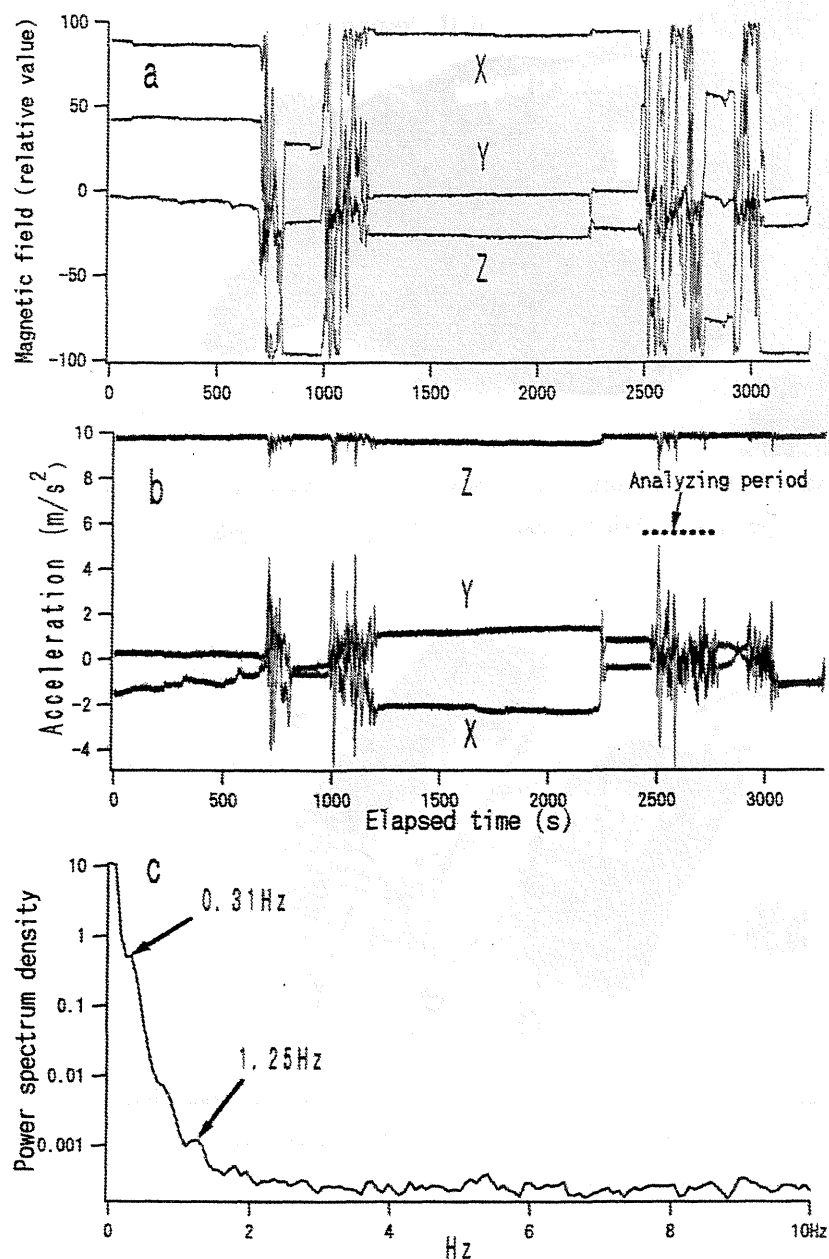 Magnetic field (relative value)
100
50
0
-50
-100
a
X
Y
Z
0
500
1000
1500
2000
2500
3000
Acceleration (m/s²)
10
8
6
4
2
0
-2
-4
b
Z
Analyzing period
Y
X
0
500
1000
1500
2000
2500
3000
Elapsed time (s)
Power spectrum density
10
1
0.1
0.01
0.001
c
0.31Hz
1.25Hz
0
2
4
6
8
10Hz
Hz